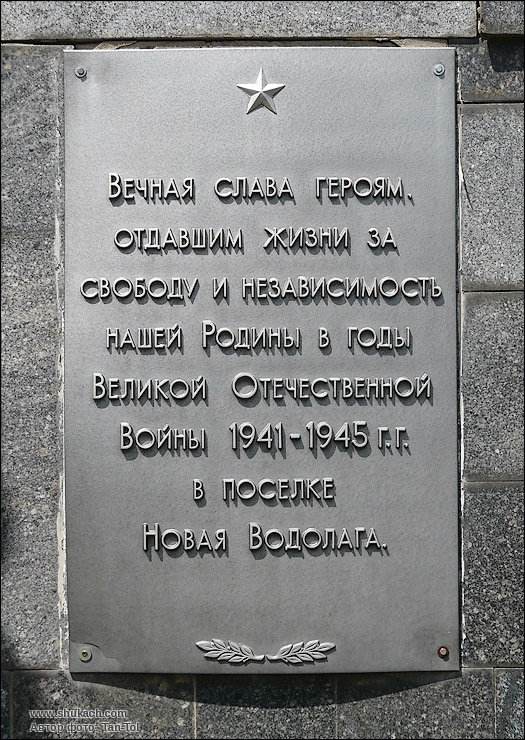 Вечная слава героям,
отдавшим жизни за
свободу и независимость
нашей Родины в годы
Великой Отечественной
Войны 1941-1945 г.г.
в поселке
Новая Водолага.
www.shukach.com
Автор фото: Tan-Tol